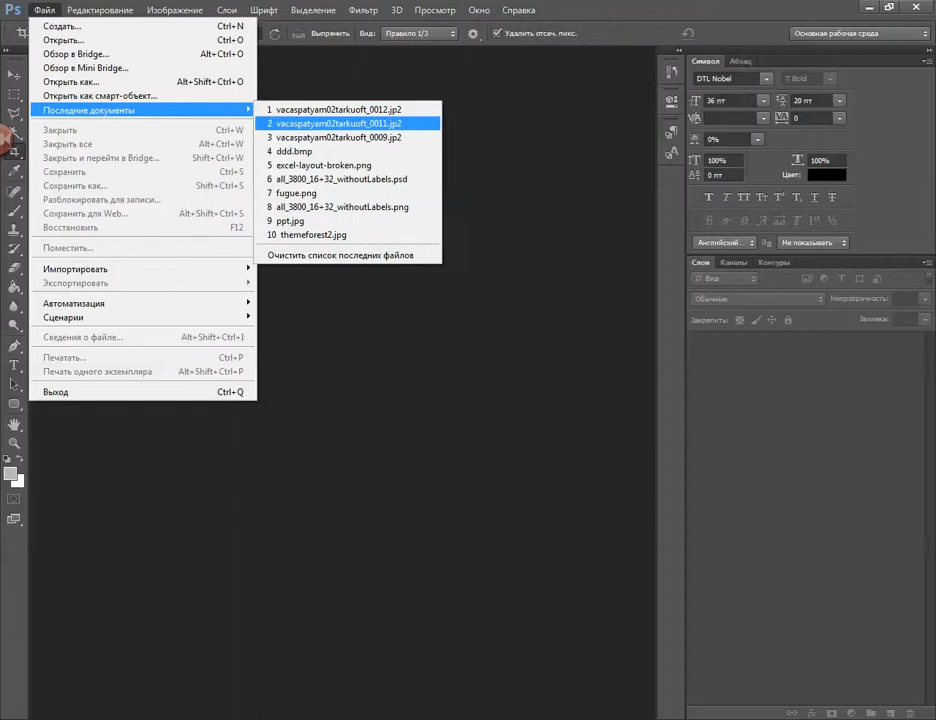 Ps Файл Редактирование Изображение Слои Шрифт Выделение Фильтр 3D Просмотр Окно Справка
Выпрямить Вид: Правило 1/3 Удалить отсеч. пикс. Основная рабочая среда
Создать... Ctrl+N
Открыть... Ctrl+O
Обзор в Bridge... Alt+Ctrl+O
Обзор в Mini Bridge...
Открыть как... Alt+Shift+Ctrl+O
Открыть как смарт-объект...
Последние документы
Закрыть Ctrl+W
Закрыть все Alt+Ctrl+W
Закрыть и перейти в Bridge... Shift+Ctrl+W
Сохранить Ctrl+S
Сохранить как... Shift+Ctrl+S
Разблокировать для записи...
Сохранить для Web... Alt+Shift+Ctrl+S
Восстановить F12
Поместить...
Импортировать
Экспортировать
Автоматизация
Сценарии
Сведения о файле... Alt+Shift+Ctrl+I
Печатать... Ctrl+P
Печать одного экземпляра Alt+Shift+Ctrl+P
Выход Ctrl+Q
1 vacaspatyam02tarkuoft_0012.jp2
2 vacaspatyam02tarkuoft_0011.jp2
3 vacaspatyam02tarkuoft_0009.jp2
4 ddd.bmp
5 excel-layout-broken.png
6 all_3800_16+32_withoutLabels.psd
7 fugue.png
8 all_3800_16+32_withoutLabels.png
9 ppt.jpg
10 themeforest2.jpg
Очистить список последних файлов
Символ Абзац
DTL Nobel T Bold
36 пт 20 пт
0
0%
100% 100%
0 пт Цвет:
Английский... Не показывать
Слои Каналы Контуры
Вид
Обычные Непрозрачность:
Закрепить: Заливка: